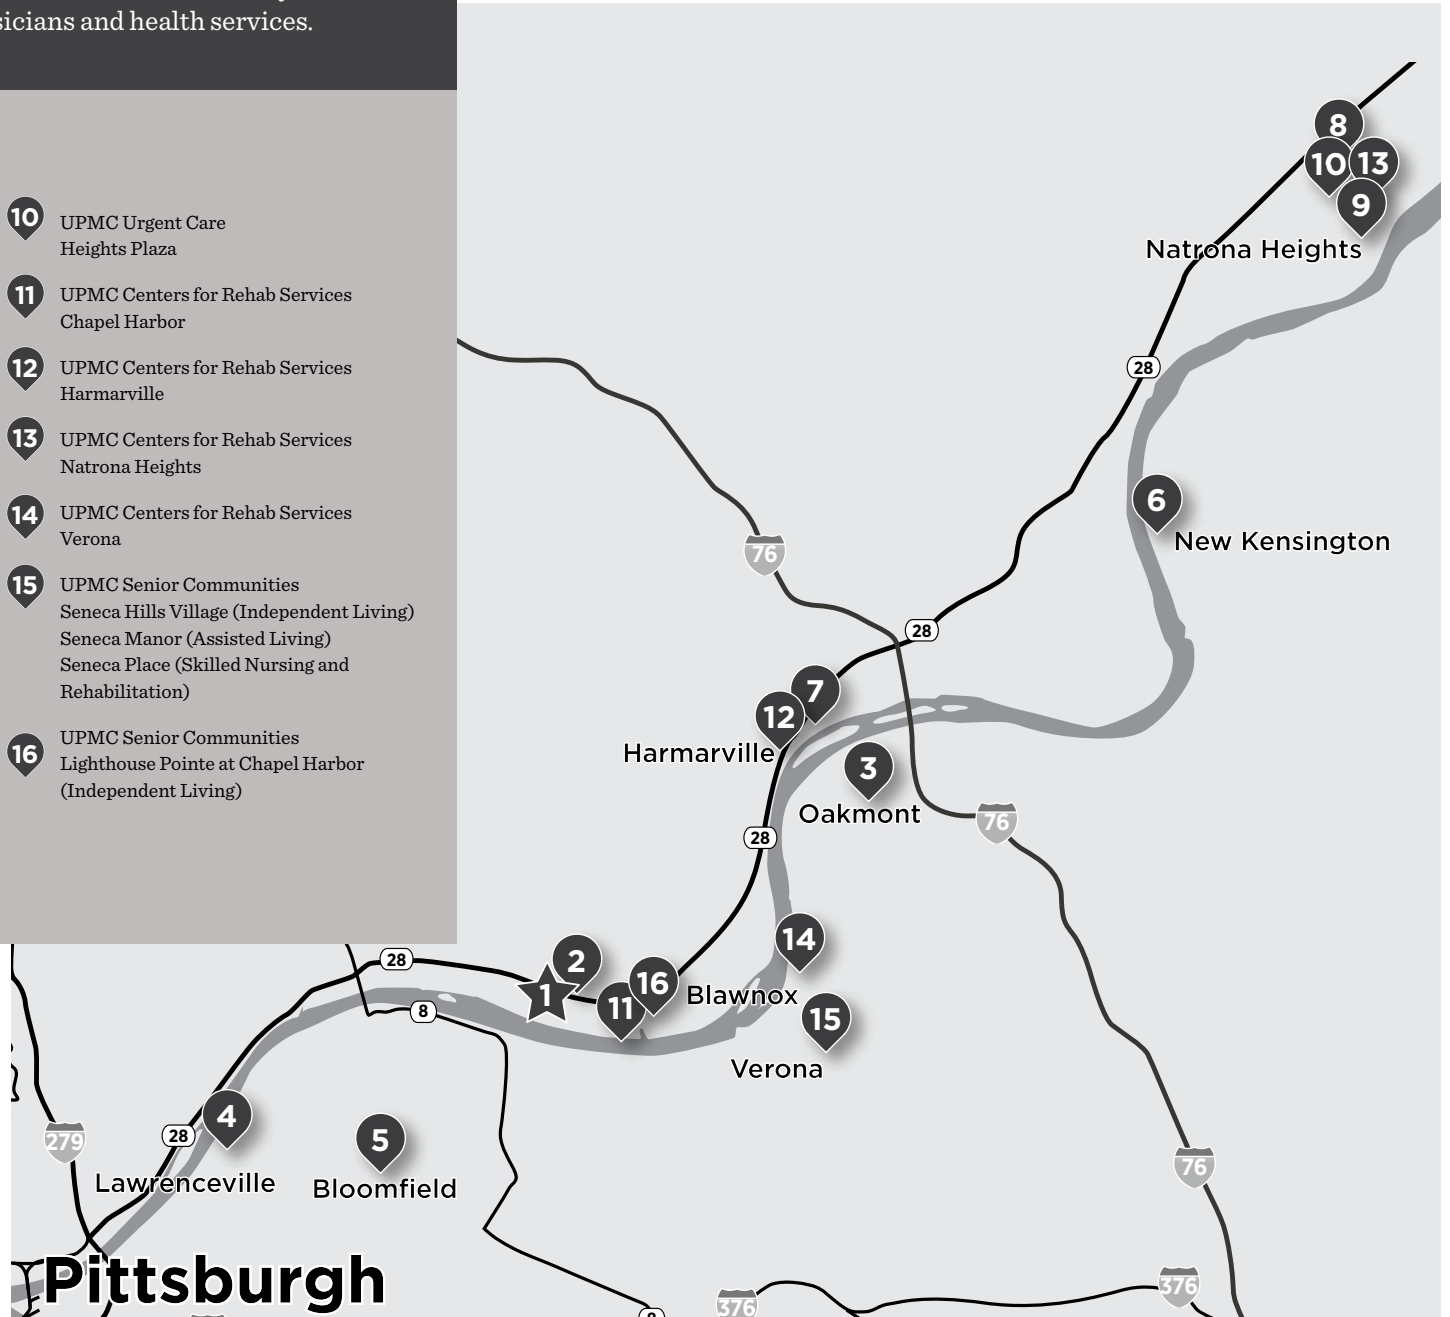 sicians and health services.
10
UPMC Urgent Care
Heights Plaza
11
UPMC Centers for Rehab Services
Chapel Harbor
12
UPMC Centers for Rehab Services
Harmarville
13
UPMC Centers for Rehab Services
Natrona Heights
14
UPMC Centers for Rehab Services
Verona
15
UPMC Senior Communities
Seneca Hills Village (Independent Living)
Seneca Manor (Assisted Living)
Seneca Place (Skilled Nursing and
Rehabilitation)
16
UPMC Senior Communities
Lighthouse Pointe at Chapel Harbor
(Independent Living)
8
10 13
9
Natrona Heights
28
6
New Kensington
76
28
7
12
Harmarville
3
Oakmont
76
28
14
2
28
1
16
11
Blawnox
8
15
Verona
4
5
28
279
76
Lawrenceville
Bloomfield
Pittsburgh
376
376
8